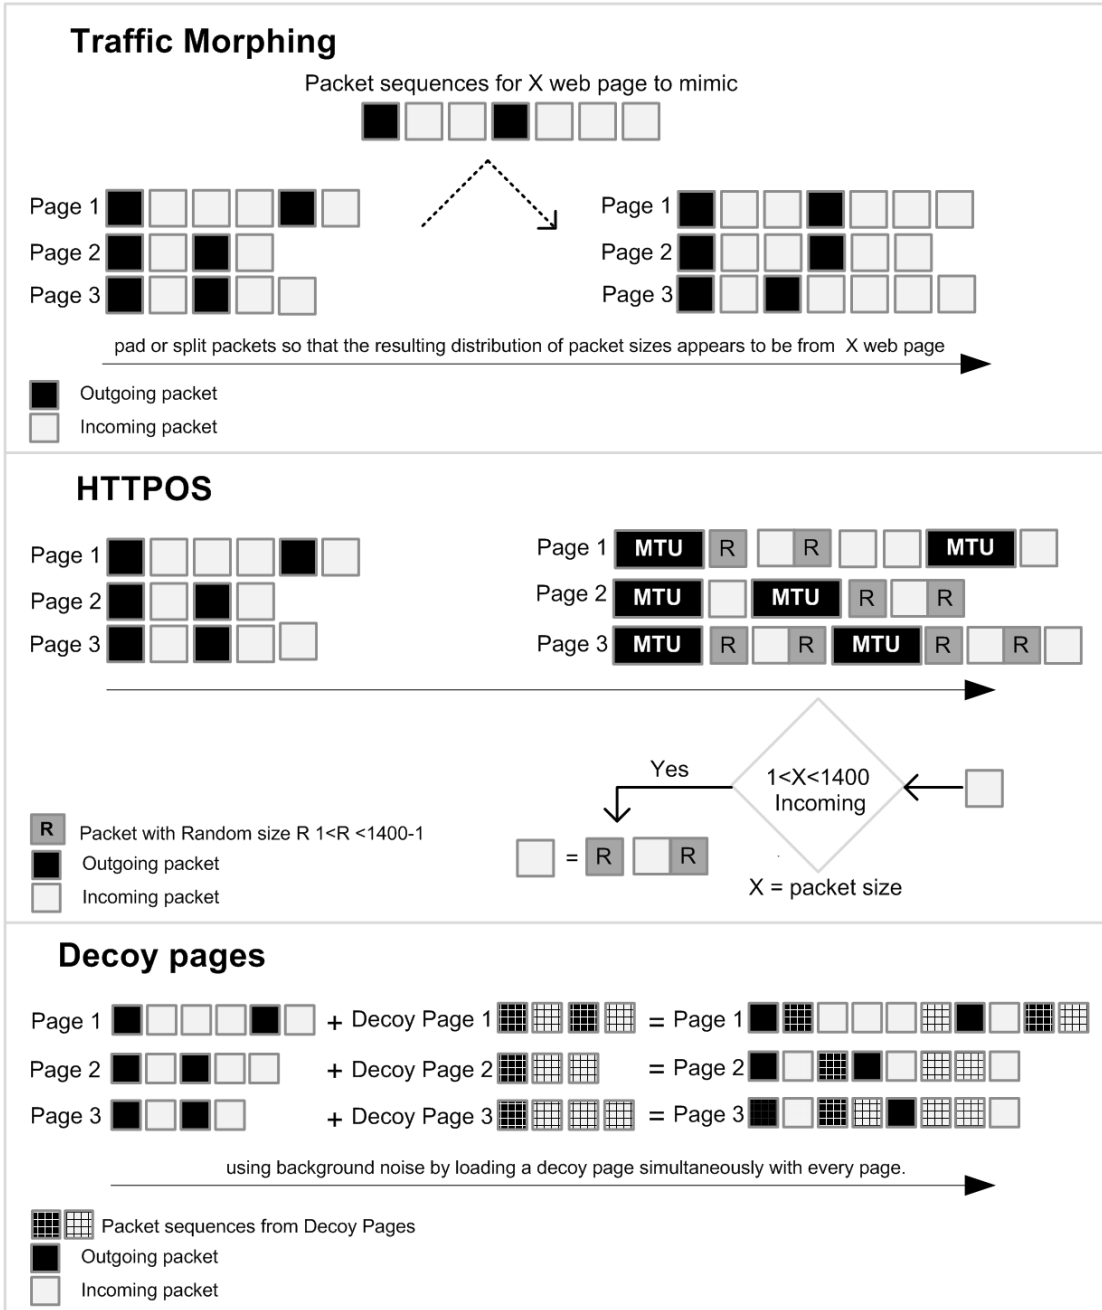 Traffic Morphing
Packet sequences for X web page to mimic
Page 1
Page 2
Page 3
Page 1
Page 2
Page 3
pad or split packets so that the resulting distribution of packet sizes appears to be from X web page
Outgoing packet
Incoming packet
HTTPOS
Page 1
Page 2
Page 3
Page 1 MTU R R MTU
Page 2 MTU MTU R R
Page 3 MTU R R MTU R R
Yes
1<X<1400
Incoming
= R R
X = packet size
R Packet with Random size R 1<R <1400-1
Outgoing packet
Incoming packet
Decoy pages
Page 1 + Decoy Page 1 = Page 1
Page 2 + Decoy Page 2 = Page 2
Page 3 + Decoy Page 3 = Page 3
using background noise by loading a decoy page simultaneously with every page.
Packet sequences from Decoy Pages
Outgoing packet
Incoming packet